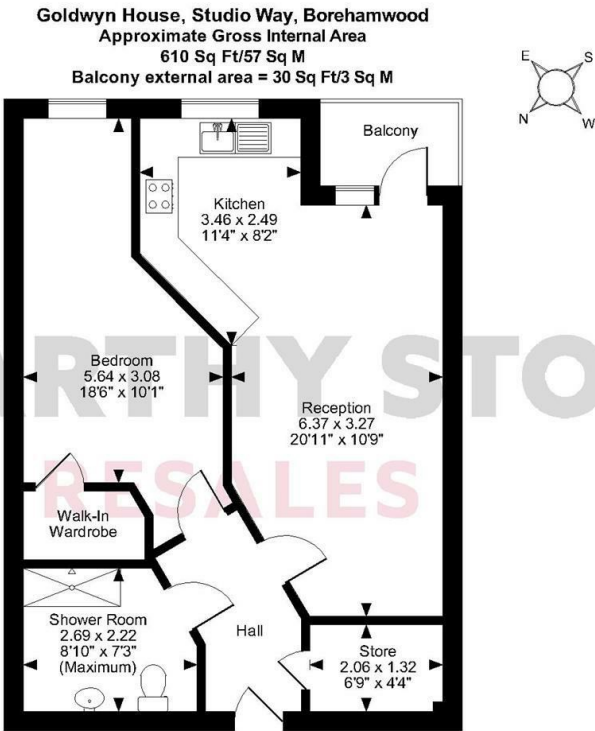 Goldwyn House, Studio Way, Borehamwood
Approximate Gross Internal Area
610 Sq Ft/57 Sq M
Balcony external area = 30 Sq Ft/3 Sq M
E
S
N
W
Balcony
Kitchen
3.46 x 2.49
11'4" x 8'2"
Bedroom
5.64 x 3.08
18'6" x 10'1"
ARTHY STO
Reception
6.37 x 3.27
20'11" x 10'9"
RESALES
Walk-In
Wardrobe
Shower Room
2.69 x 2.22
8'10" x 7'3"
(Maximum)
Hall
Store
2.06 x 1.32
6'9" x 4'4"